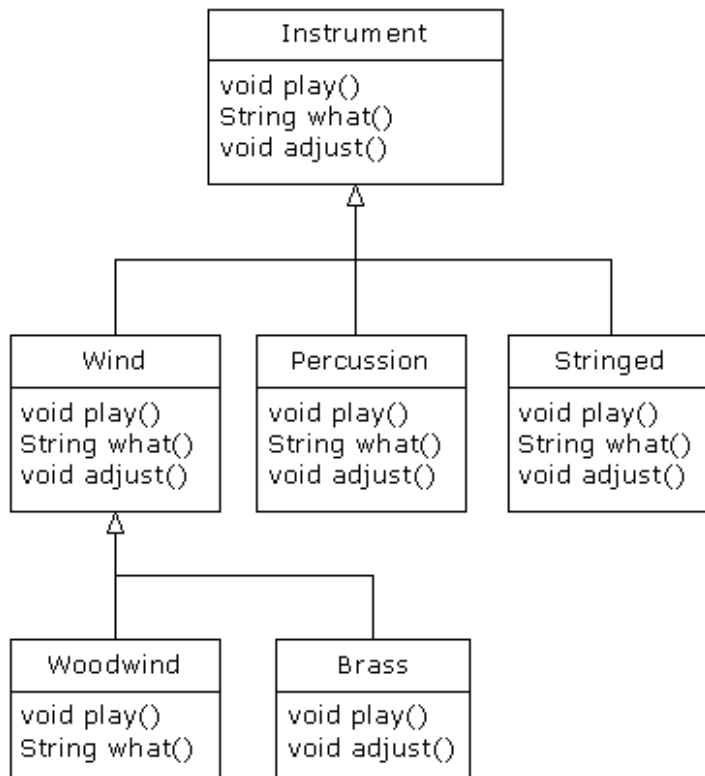 Instrument
void play()
String what()
void adjust()
Wind
void play()
String what()
void adjust()
Percussion
void play()
String what()
void adjust()
Stringed
void play()
String what()
void adjust()
Woodwind
void play()
String what()
Brass
void play()
void adjust()